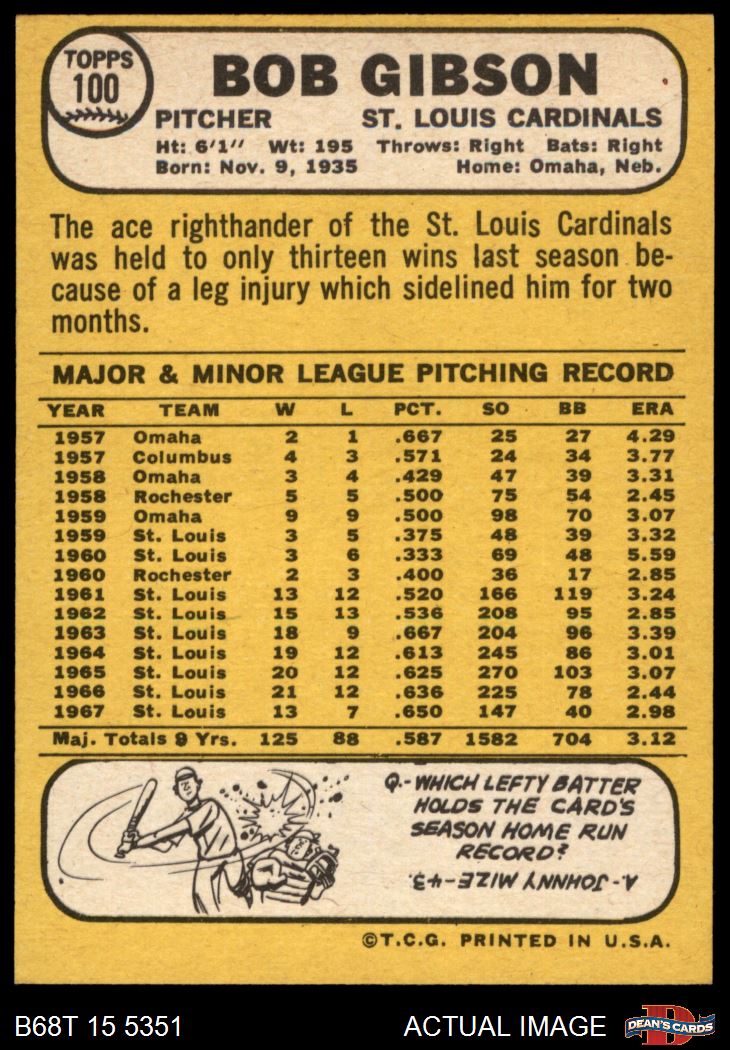 TOPPS
100
BOB GIBSON
PITCHER ST. LOUIS CARDINALS
Ht: 6'1" Wt: 195 Throws: Right Bats: Right
Born: Nov. 9, 1935 Home: Omaha, Neb.
The ace righthander of the St. Louis Cardinals
was held to only thirteen wins last season be-
cause of a leg injury which sidelined him for two
months.
MAJOR & MINOR LEAGUE PITCHING RECORD
YEAR TEAM W L PCT. SO BB ERA
1957 Omaha 2 1 .667 25 27 4.29
1957 Columbus 4 3 .571 24 34 3.77
1958 Omaha 3 4 .429 47 39 3.31
1958 Rochester 5 5 .500 75 54 2.45
1959 Omaha 9 9 .500 98 70 3.07
1959 St. Louis 3 5 .375 48 39 3.32
1960 St. Louis 3 6 .333 69 48 5.59
1960 Rochester 2 3 .400 36 17 2.85
1961 St. Louis 13 12 .520 166 119 3.24
1962 St. Louis 15 13 .536 208 95 2.85
1963 St. Louis 18 9 .667 204 96 3.39
1964 St. Louis 19 12 .613 245 86 3.01
1965 St. Louis 20 12 .625 270 103 3.07
1966 St. Louis 21 12 .636 225 78 2.44
1967 St. Louis 13 7 .650 147 40 2.98
Maj. Totals 9 Yrs. 125 88 .587 1582 704 3.12
Q.-WHICH LEFTY BATTER
HOLDS THE CARD'S
SEASON HOME RUN
RECORD?
A.-JOHNNY MIZE-43.
©T.C.G. PRINTED IN U.S.A.
B68T 15 5351 ACTUAL IMAGE
D
DEAN'S CARDS